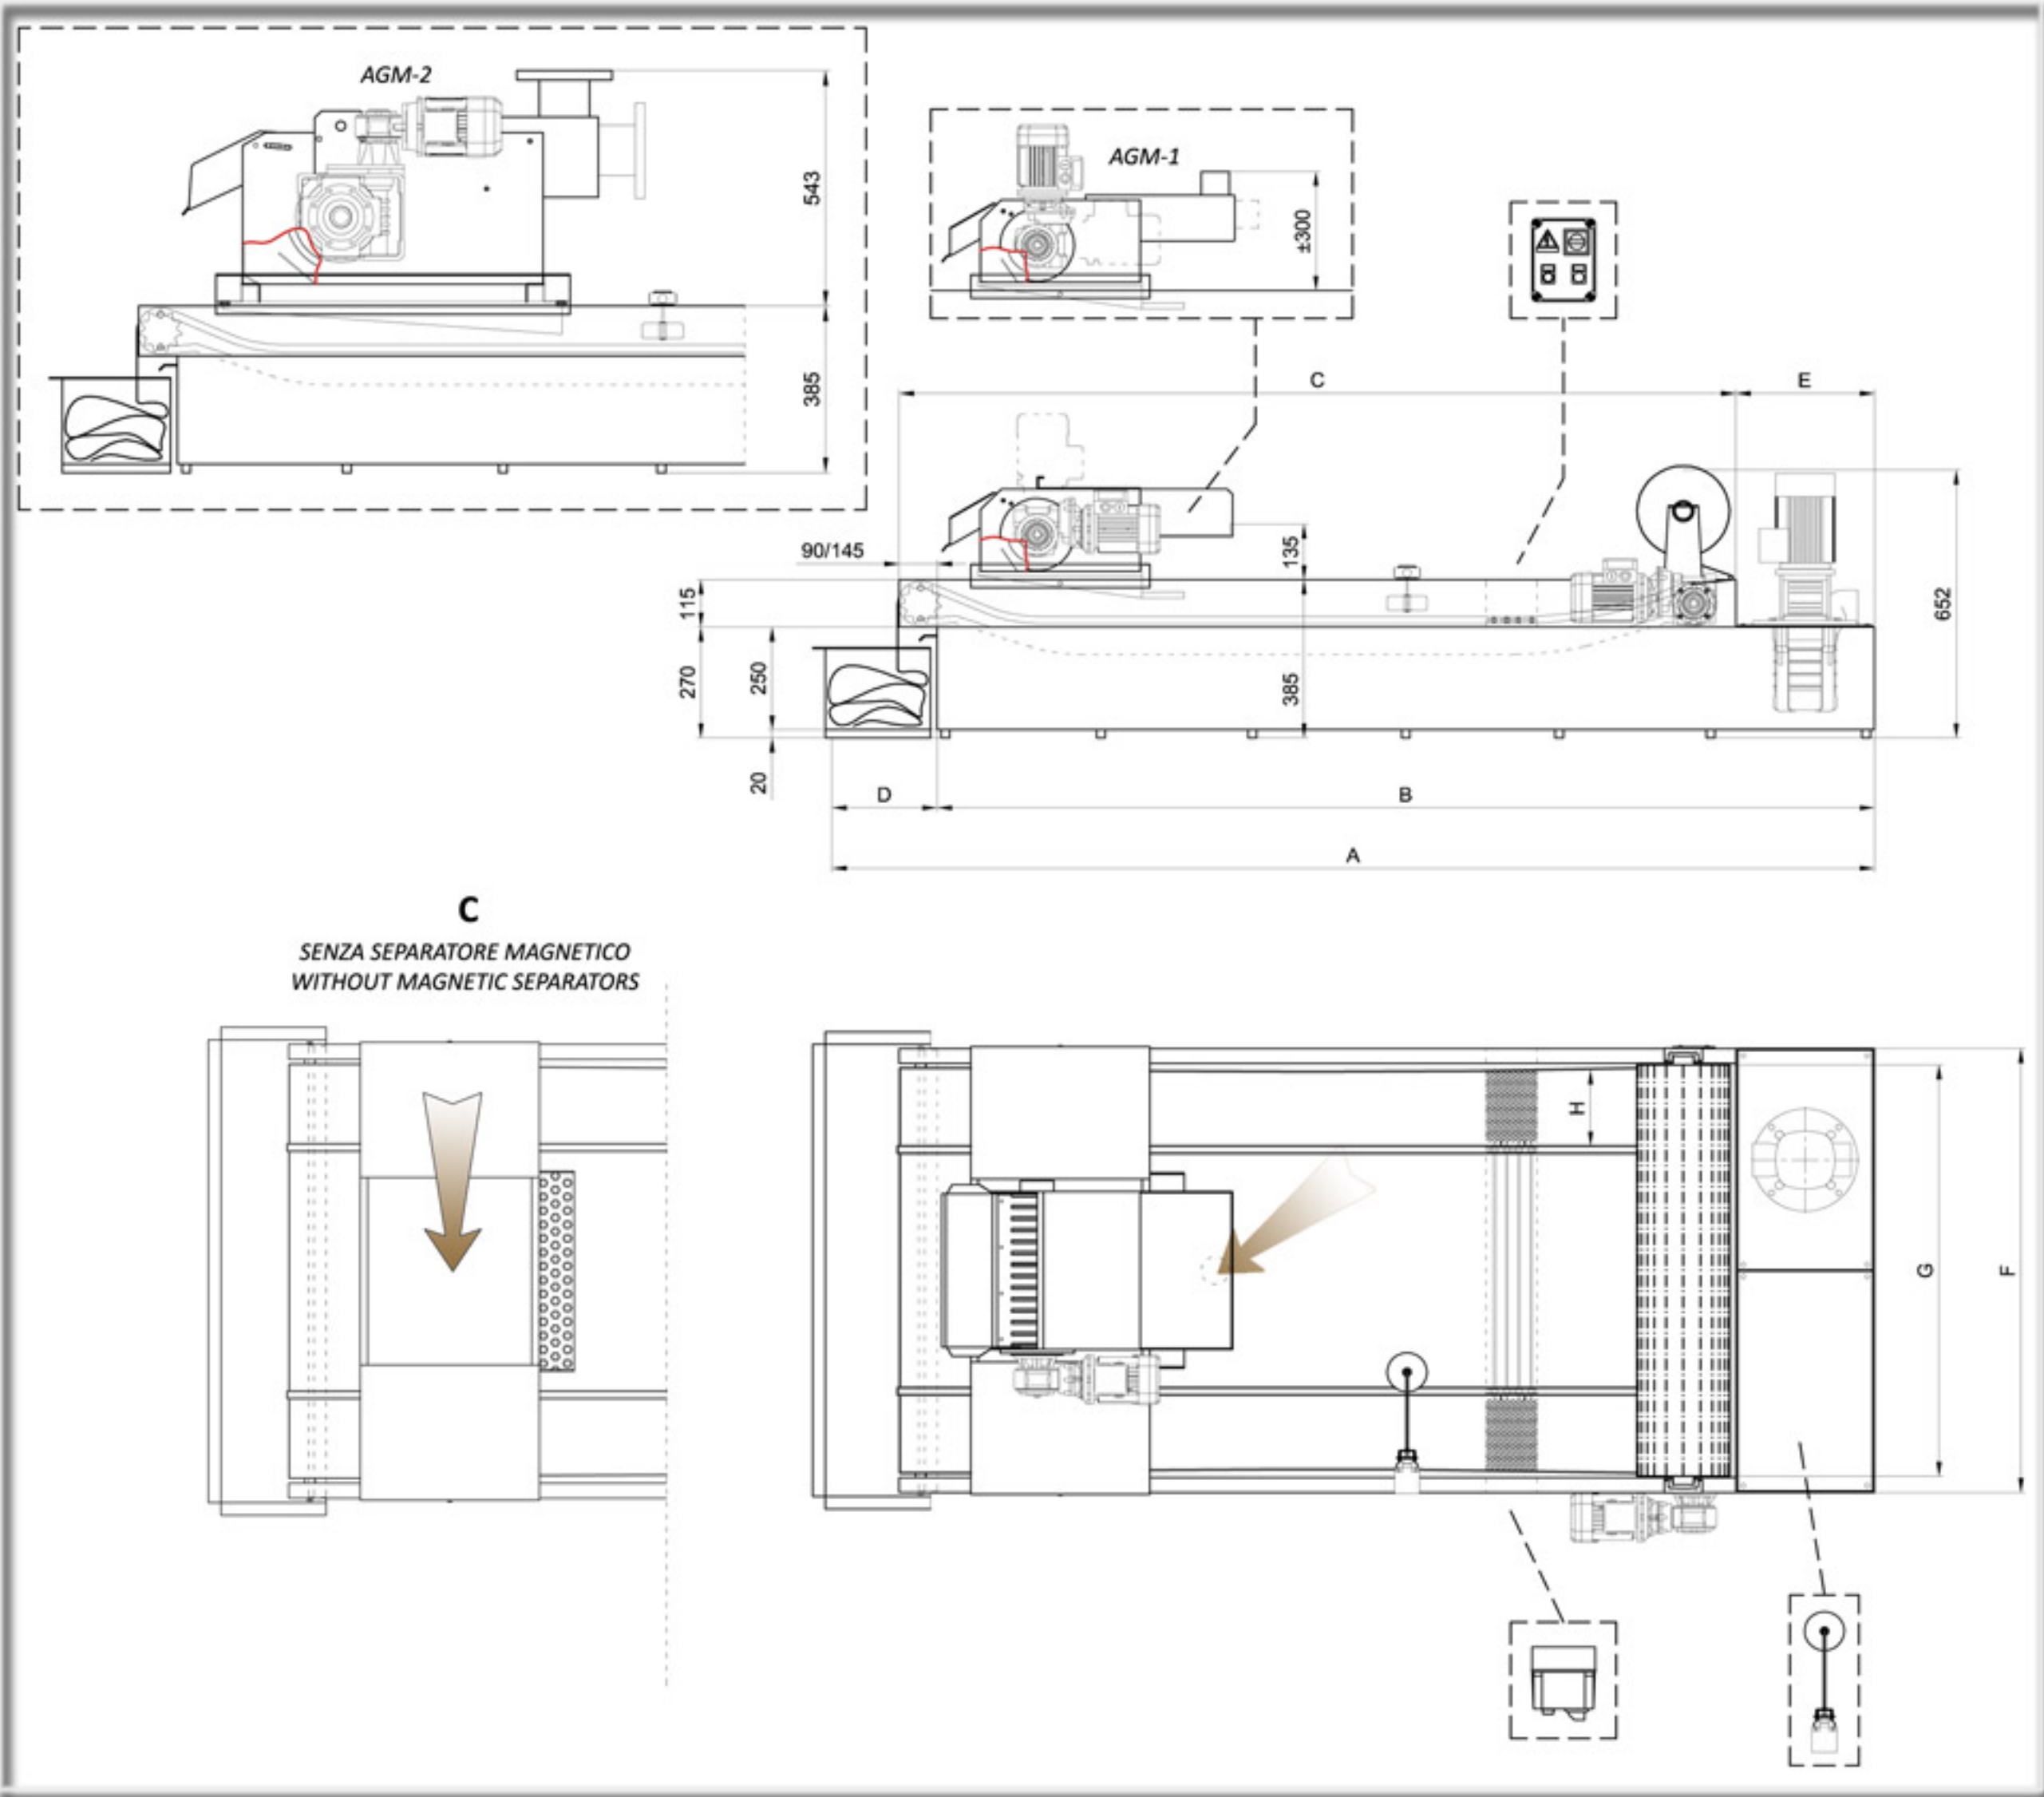 AGM-2
543
385
AGM-1
±300
C
E
90/145
135
115
270
250
385
652
20
D
B
A
C
SENZA SEPARATORE MAGNETICO
WITHOUT MAGNETIC SEPARATORS
H
G
F